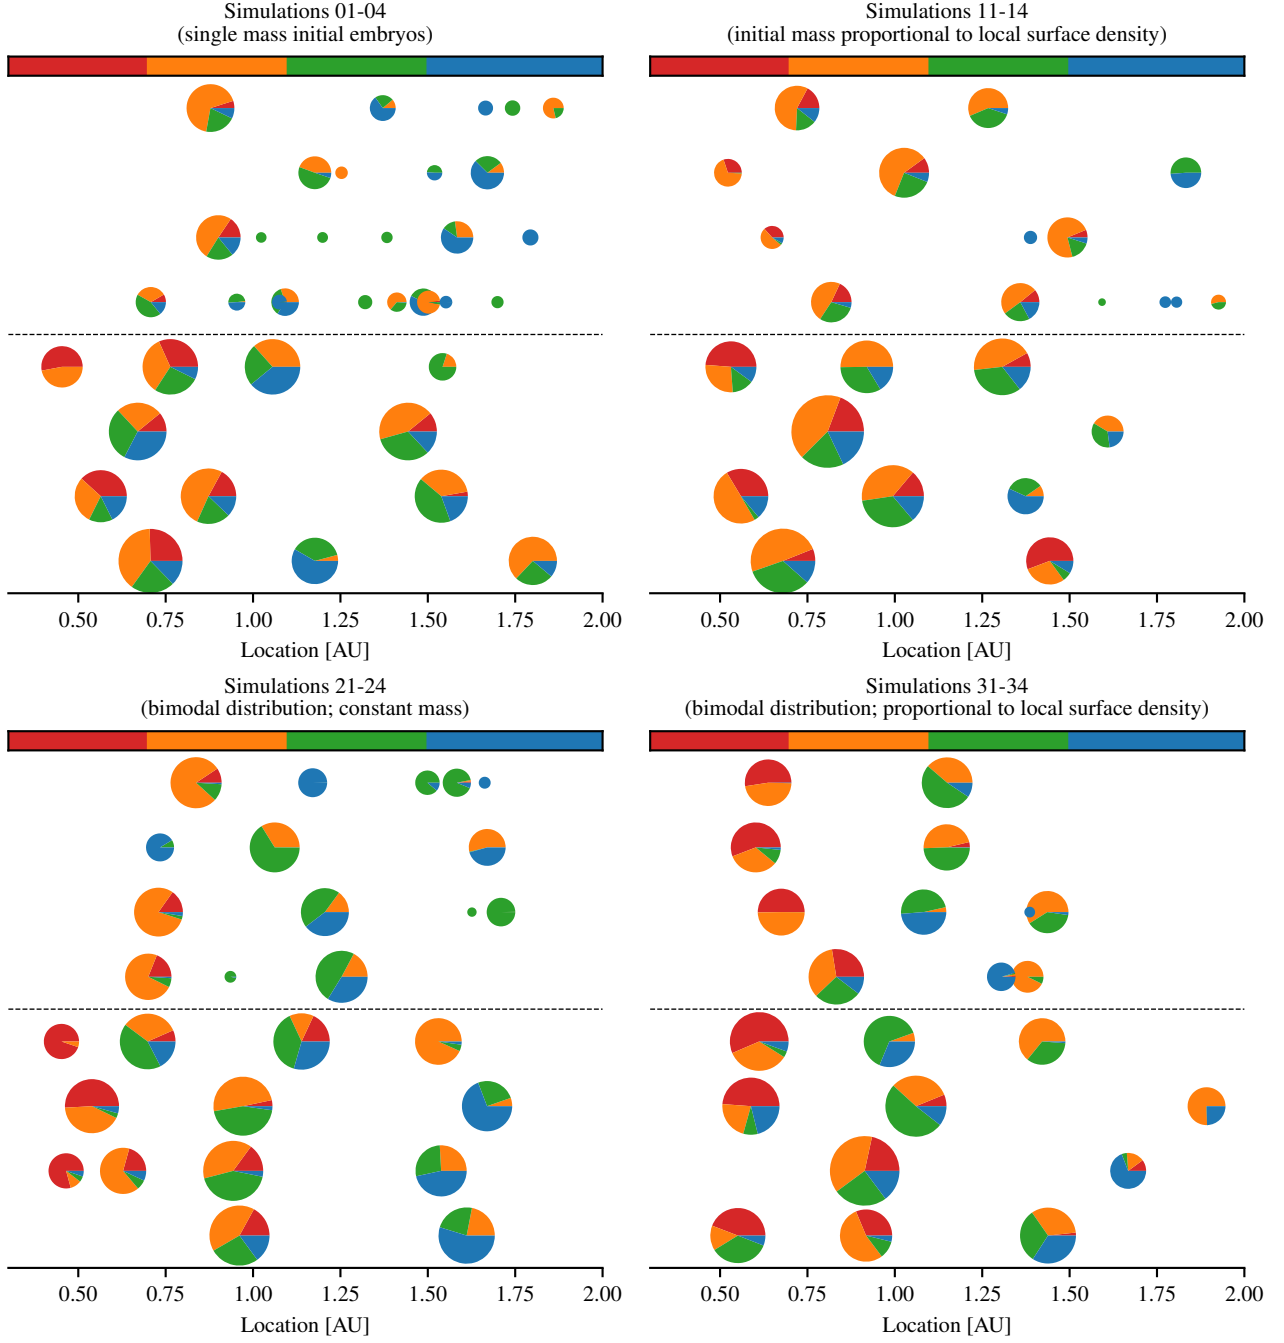 Simulations 01-04
(single mass initial embryos)
0.50 0.75 1.00 1.25 1.50 1.75 2.00
Location [AU]
Simulations 11-14
(initial mass proportional to local surface density)
0.50 0.75 1.00 1.25 1.50 1.75 2.00
Location [AU]
Simulations 21-24
(bimodal distribution; constant mass)
0.50 0.75 1.00 1.25 1.50 1.75 2.00
Location [AU]
Simulations 31-34
(bimodal distribution; proportional to local surface density)
0.50 0.75 1.00 1.25 1.50 1.75 2.00
Location [AU]